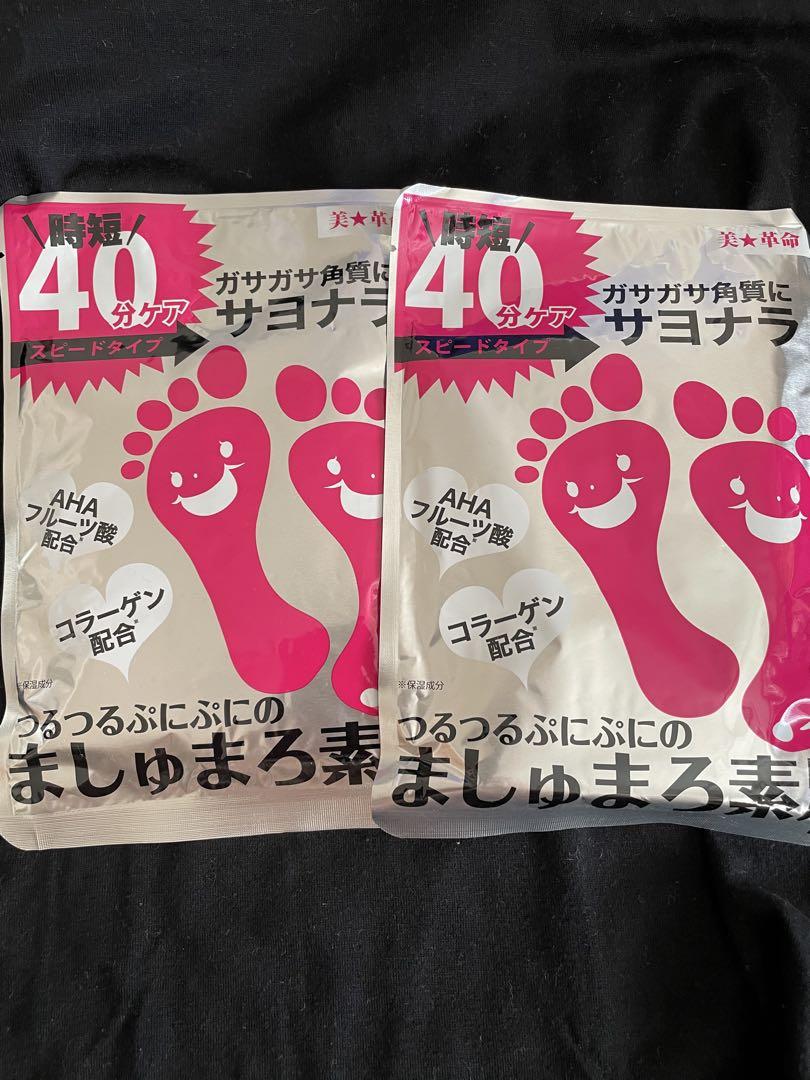 時短
40
分ケア
スピードタイプ
美★革
ガサガサ角質に
サヨナラ
AHA
フルーツ酸
配合※
コラーゲン
配合※
※保湿成分
つるつるぷにぷにの
ましゅまろ素
時短
40
分ケア
スピードタイプ
美★革命
ガサガサ角質に
サヨナラ
AHA
フルーツ酸
配合※
コラーゲン
配合※
※保湿成分
つるつるぷにぷにの
ましゅまろ素